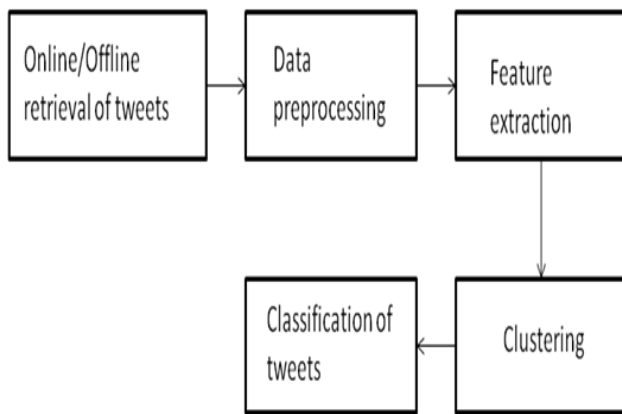 Online/Offline
retrieval of tweets
Data
preprocessing
Feature
extraction
Clustering
Classification of
tweets